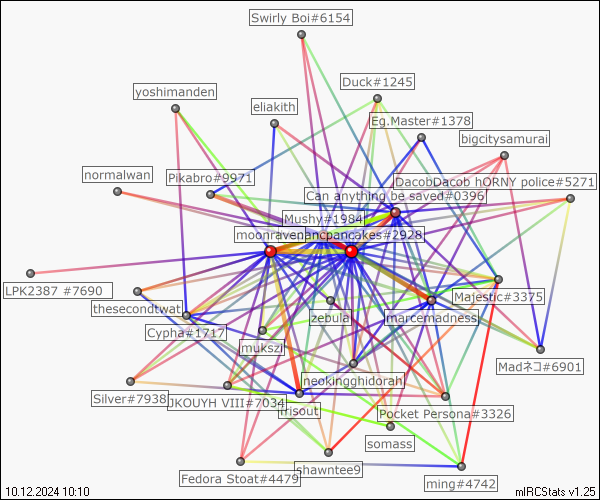 Swirly Boi#6154
Duck#1245
yoshimanden
eliakith
Eg.Master#1378
bigcitysamurai
normalwan
Pikabro#9971
DacobDacob hORNY police#5271
Can anything be saved#0396
Mushy#1984
moonraven
ancpancakes#2928
LPK2387 #7690
Majestic#3375
thesecondtwat
zebula
marcemadness
Cypha#1717
mukszi
Madネコ#6901
neokingghidorah
Silver#7938
JKOUYH VIII#7034
frisout
Pocket Persona#3326
somass
Fedora Stoat#4479
shawntee9
ming#4742
10.12.2024 10:10
mIRCStats v1.25